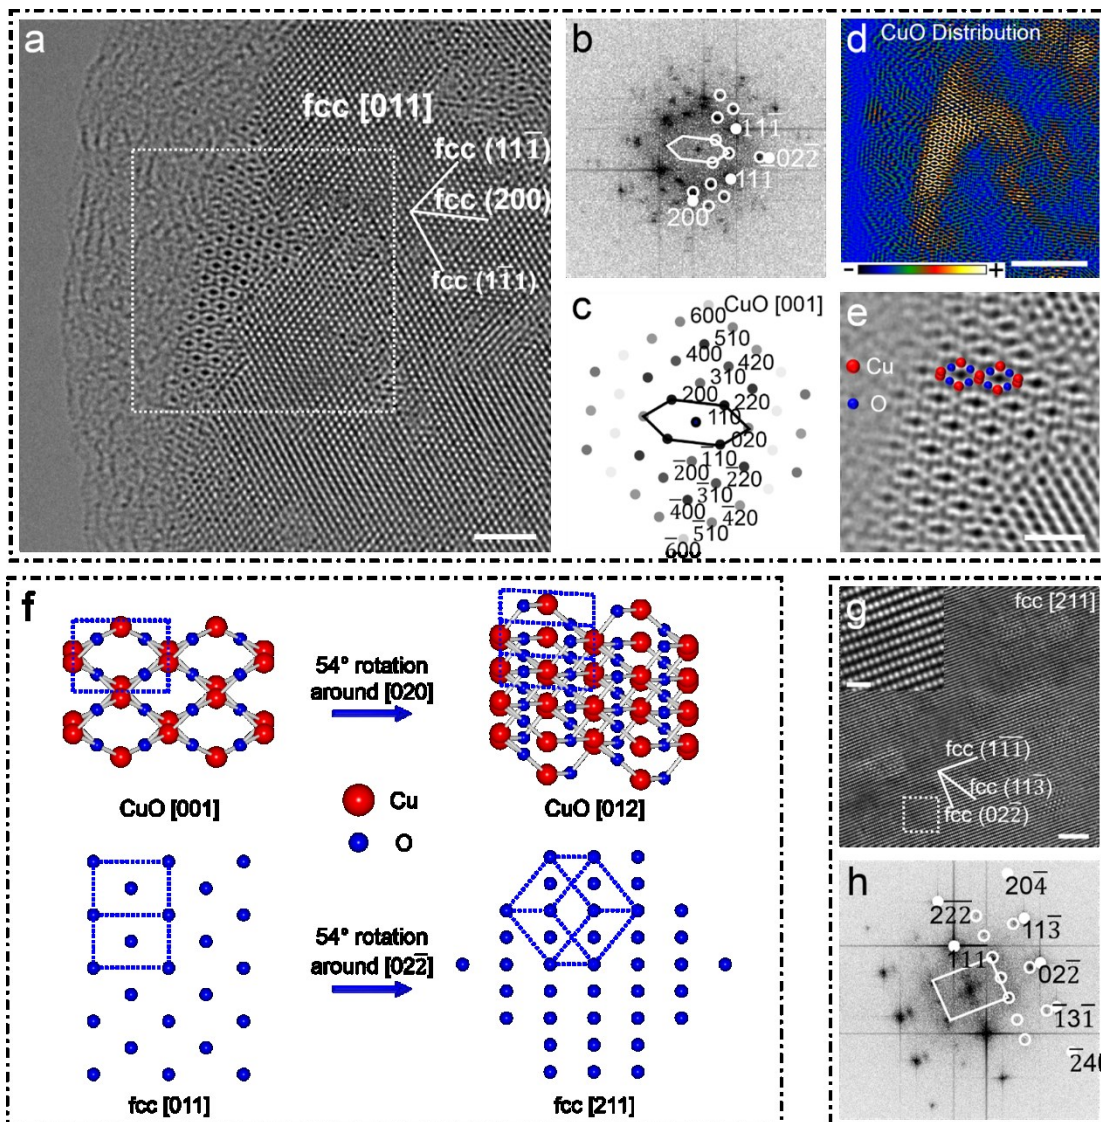 a
fcc [011]
fcc (11̅1̅)
fcc (200)
fcc (11̅1)
b
1̅11̅
022̅
111
200
c
CuO [001]
600
510
400
420
310
200
220
110
020
1̅10
2̅00
2̅20
3̅10
4̅00
4̅20
5̅10
6̅00
d
CuO Distribution
-
+
e
Cu
O
f
54° rotation
around [020]
CuO [001]
CuO [012]
Cu
O
54° rotation
around [022̅]
fcc [011]
fcc [211]
g
fcc [211]
fcc (11̅1̅)
fcc (113̅)
fcc (022̅)
h
204̅
22̅2̅
113̅
11̅1̅
022̅
1̅31̅
2̅40